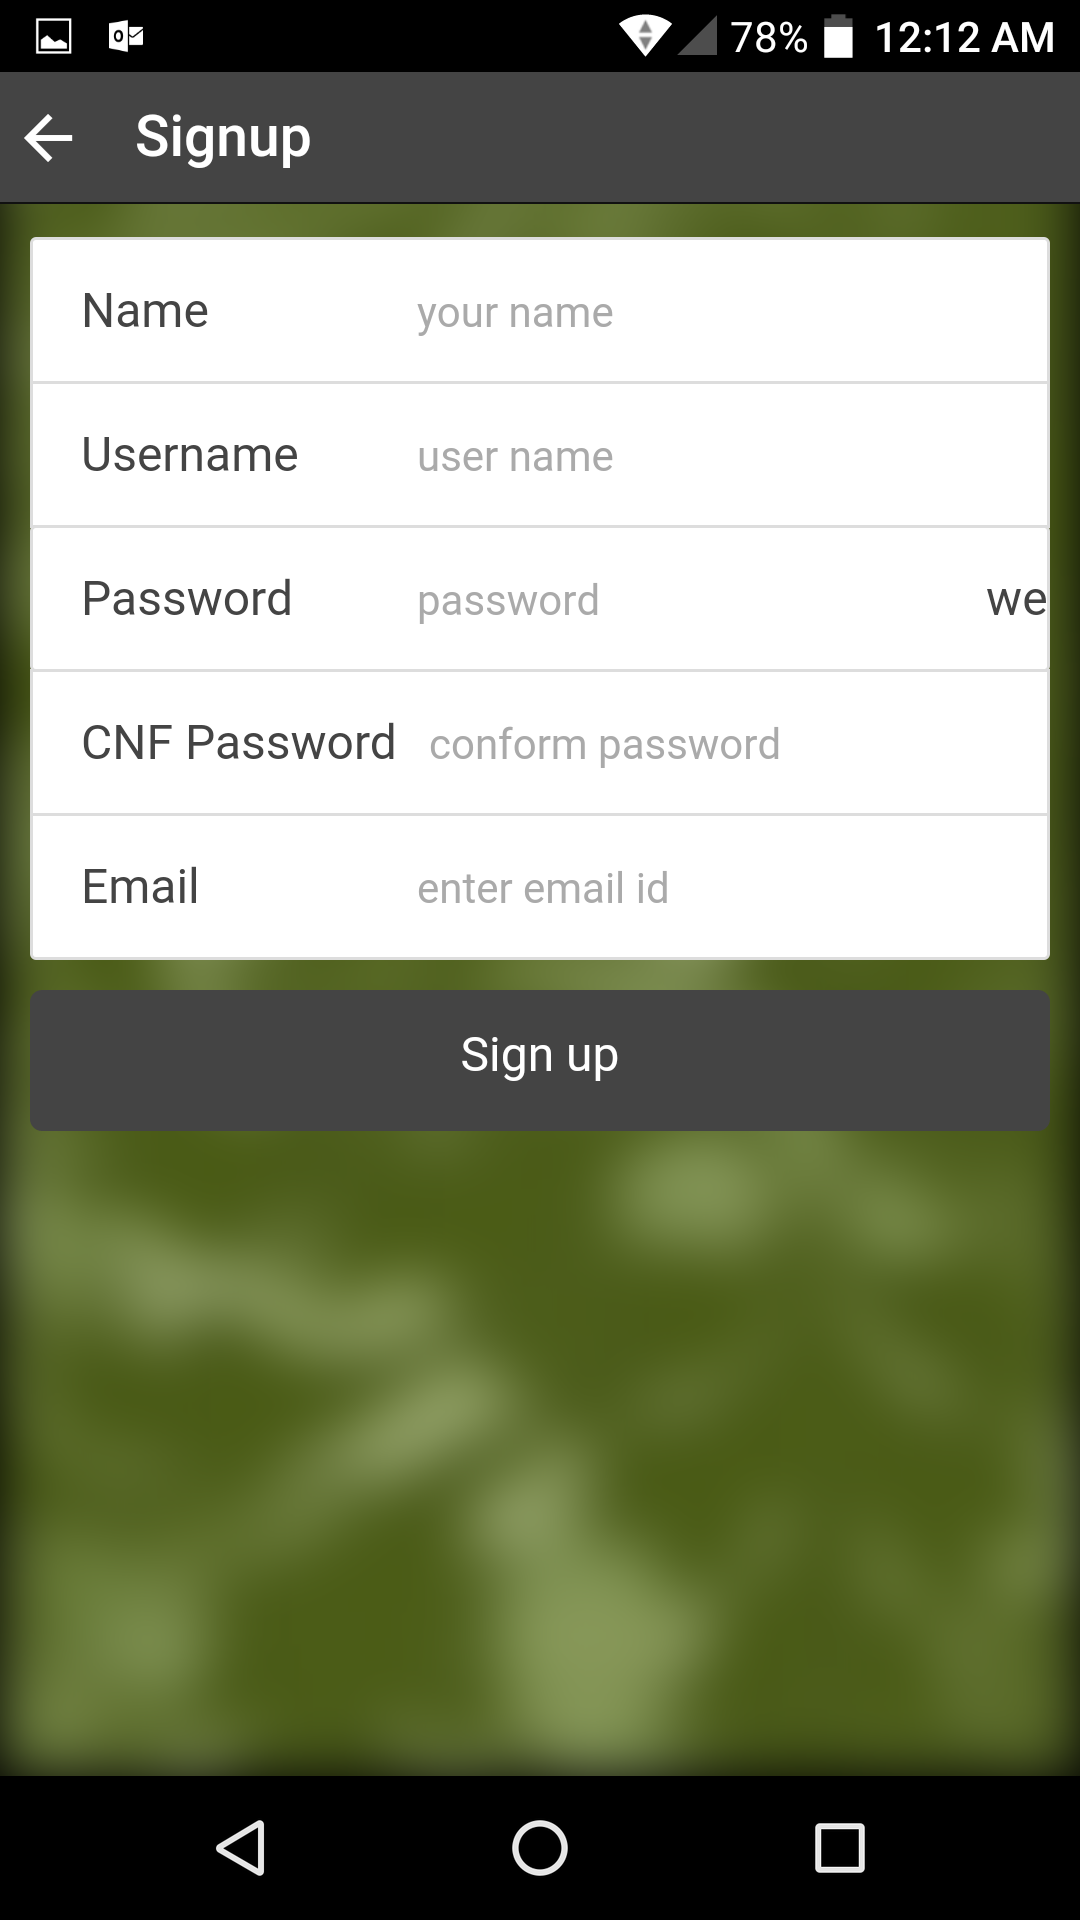 78% 12:12 AM
Signup
Name your name
Username user name
Password password we
CNF Password conform password
Email enter email id
Sign up